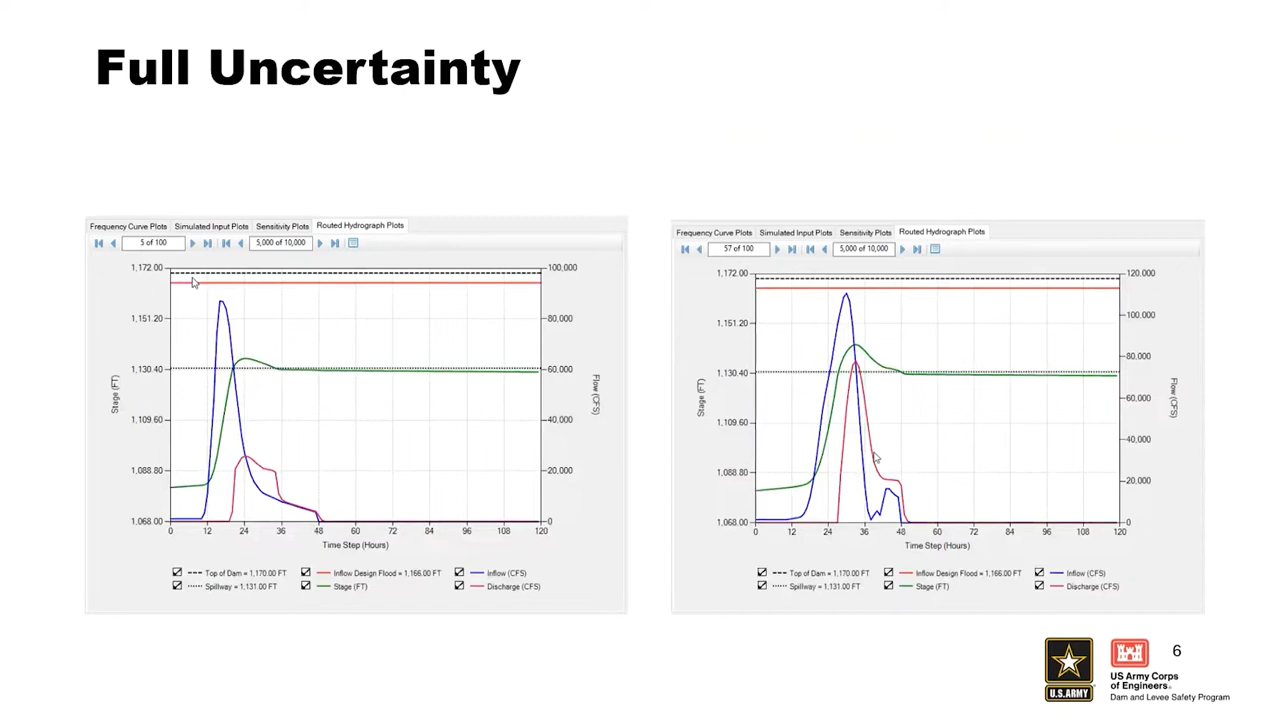 Full Uncertainty
Frequency Curve Plots Simulated Input Plots Sensitivity Plots Routed Hydrograph Plots
5 of 100 5,000 of 10,000
1,172.00 100,000
1,151.20 80,000
1,130.40 60,000
1,109.60 40,000
1,088.80 20,000
1,068.00 0
Stage (FT)
Flow (CFS)
0 12 24 36 48 60 72 84 96 108 120
Time Step (Hours)
Top of Dam = 1,170.00 FT Inflow Design Flood = 1,166.00 FT Inflow (CFS)
Spillway = 1,131.00 FT Stage (FT) Discharge (CFS)
Frequency Curve Plots Simulated Input Plots Sensitivity Plots Routed Hydrograph Plots
57 of 100 5,000 of 10,000
1,172.00 120,000
100,000
1,151.20
80,000
1,130.40
60,000
1,109.60
40,000
1,088.80
20,000
1,068.00 0
Stage (FT)
Flow (CFS)
0 12 24 36 48 60 72 84 96 108 120
Time Step (Hours)
Top of Dam = 1,170.00 FT Inflow Design Flood = 1,166.00 FT Inflow (CFS)
Spillway = 1,131.00 FT Stage (FT) Discharge (CFS)
U.S.ARMY
US Army Corps
of Engineers®
Dam and Levee Safety Program
6